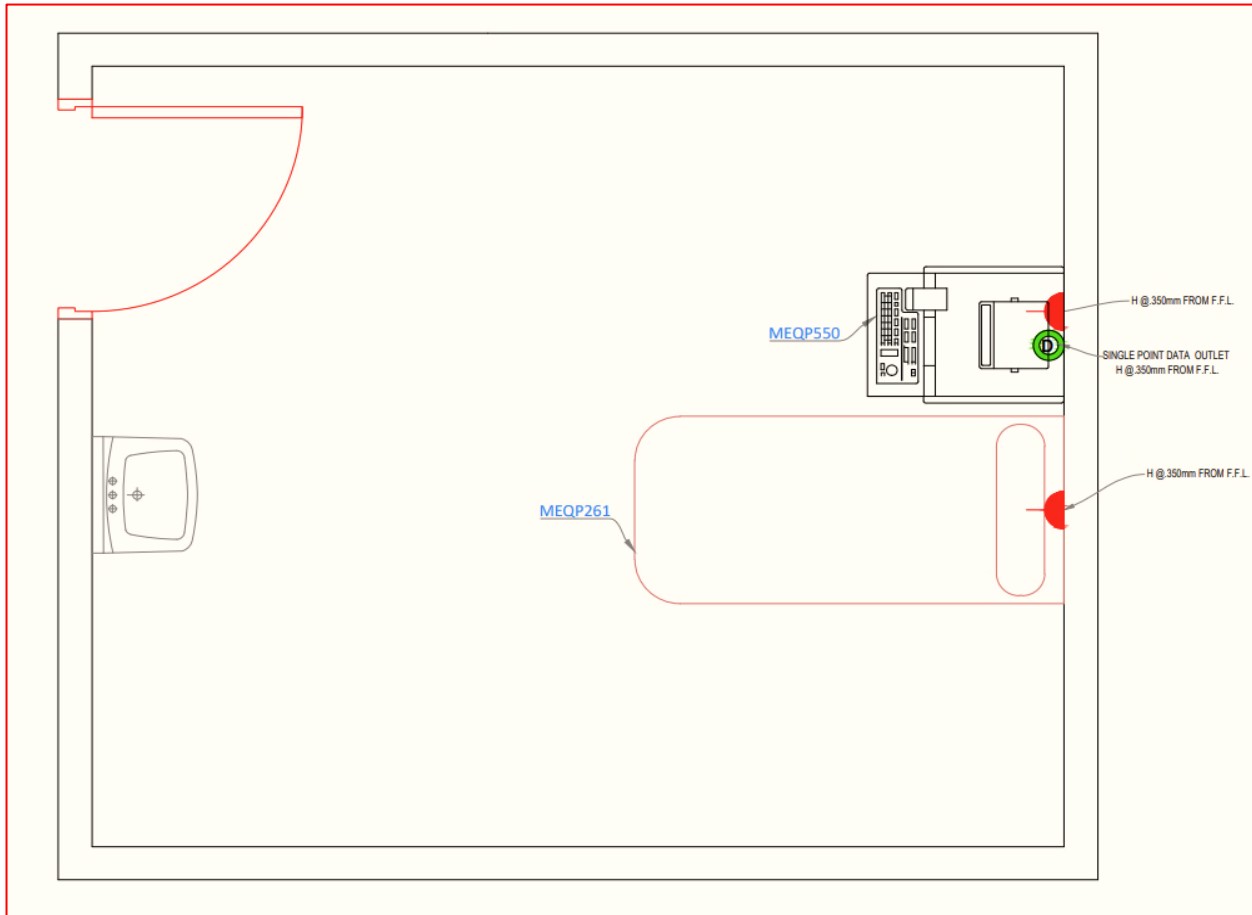 H @.350mm FROM F.F.L.
MEQP550
D
SINGLE POINT DATA OUTLET
H @.350mm FROM F.F.L.
H @.350mm FROM F.F.L.
MEQP261